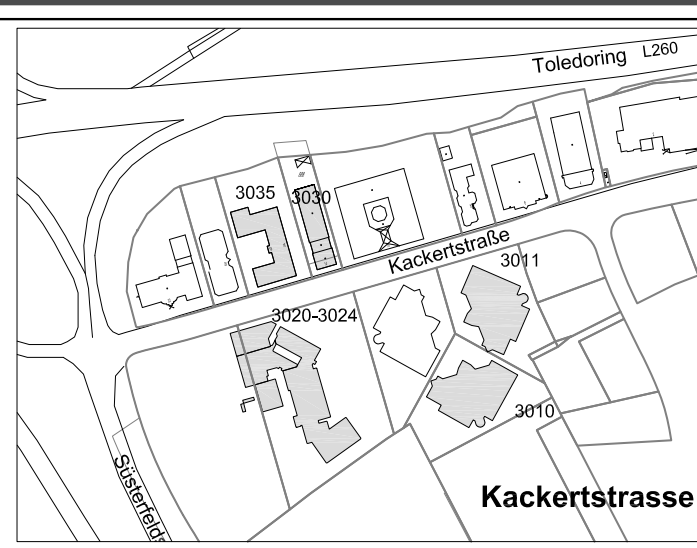 Toledoring L260
3035 3030
Kackertstraße
3011
3020-3024
3010
Süsterfelds
Kackertstrasse